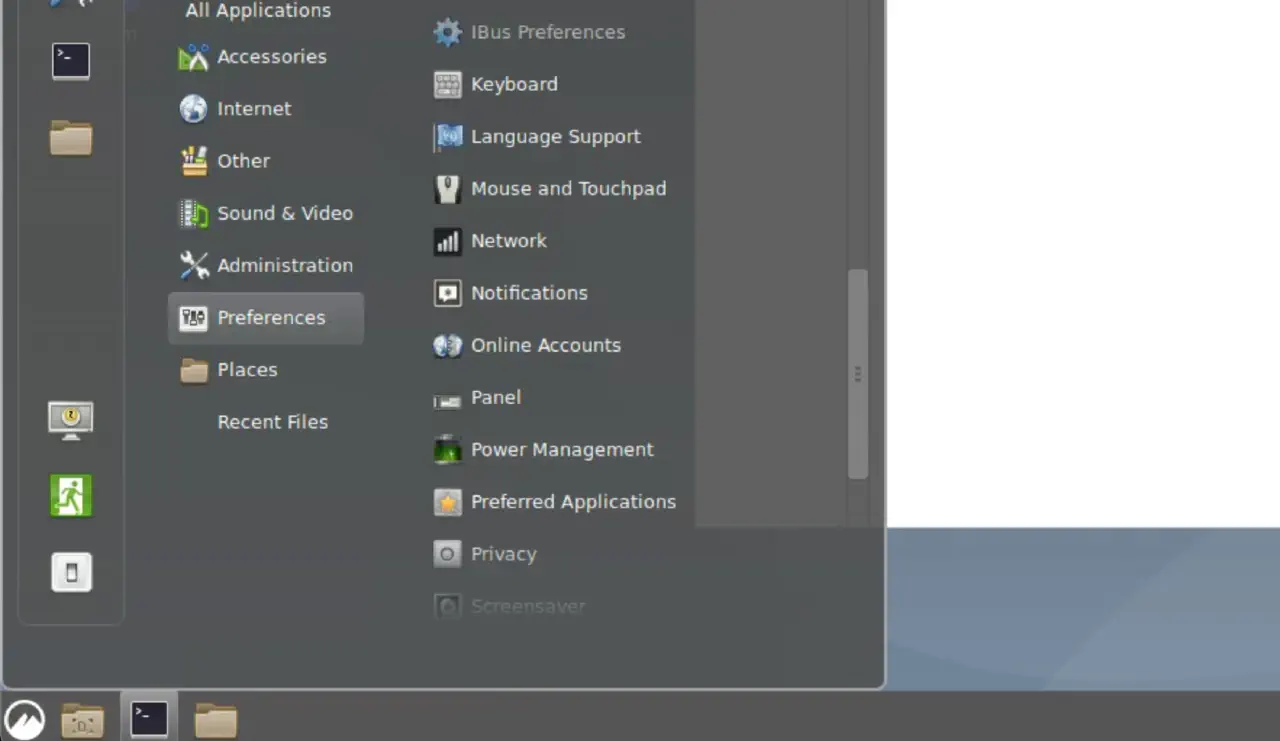 All Applications
Accessories
Internet
Other
Sound & Video
Administration
Preferences
Places
Recent Files
IBus Preferences
Keyboard
Language Support
Mouse and Touchpad
Network
Notifications
Online Accounts
Panel
Power Management
Preferred Applications
Privacy
Screensaver